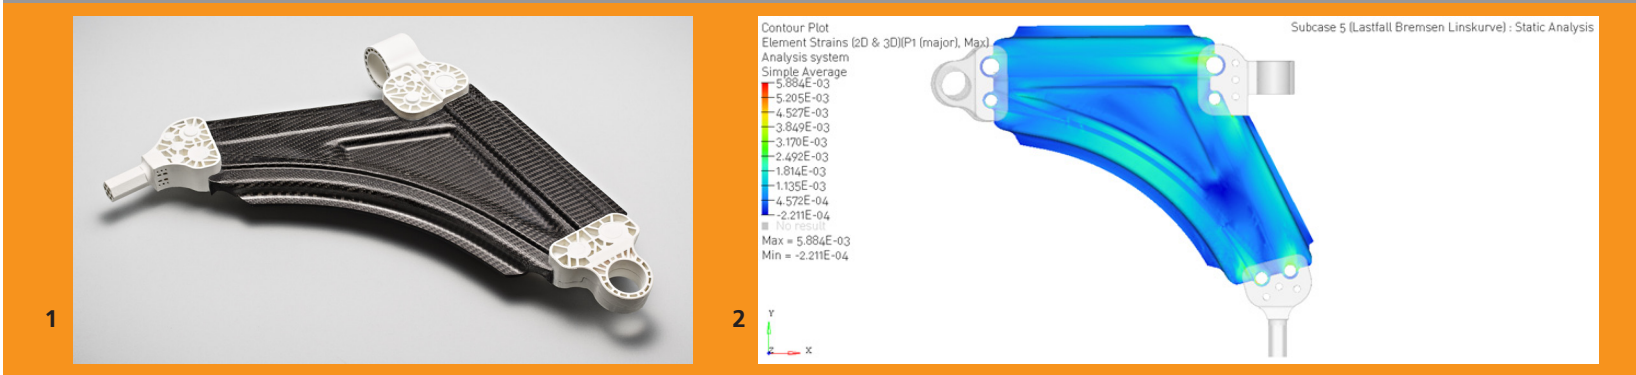 1
2
Contour Plot
Element Strains (2D & 3D)(P1 (major), Max)
Analysis system
Simple Average
5.884E-03
5.205E-03
4.527E-03
3.849E-03
3.170E-03
2.492E-03
1.814E-03
1.135E-03
4.572E-04
-2.211E-04
No result
Max = 5.884E-03
Min = -2.211E-04
Subcase 5 (Lastfall Bremsen Linskurve) : Static Analysis
Y
Z
X